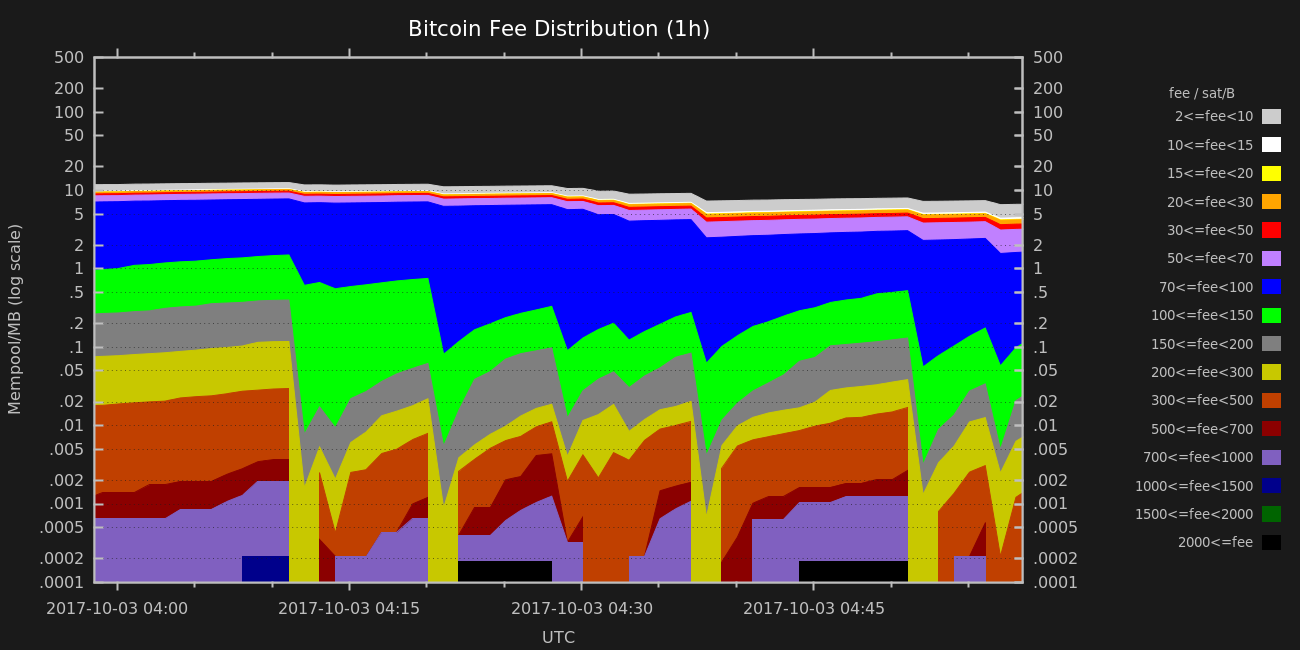 Bitcoin Fee Distribution (1h)
500
200
100
50
20
10
5
2
1
.5
.2
.1
.05
.02
.01
.005
.002
.001
.0005
.0002
.0001
Mempool/MB (log scale)
500
200
100
50
20
10
5
2
1
.5
.2
.1
.05
.02
.01
.005
.002
.001
.0005
.0002
.0001
2017-10-03 04:00 2017-10-03 04:15 2017-10-03 04:30 2017-10-03 04:45
UTC
fee / sat/B
2<=fee<10
10<=fee<15
15<=fee<20
20<=fee<30
30<=fee<50
50<=fee<70
70<=fee<100
100<=fee<150
150<=fee<200
200<=fee<300
300<=fee<500
500<=fee<700
700<=fee<1000
1000<=fee<1500
1500<=fee<2000
2000<=fee